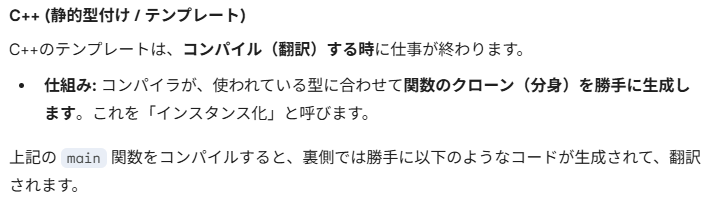 C++ (静的型付け / テンプレート)
C++のテンプレートは、コンパイル（翻訳）する時に仕事が終わります。
• 仕組み: コンパイラが、使われている型に合わせて関数のクローン（分身）を勝手に生成し
ます。これを「インスタンス化」と呼びます。
上記の main 関数をコンパイルすると、裏側では勝手に以下のようなコードが生成されて、翻訳
されます。